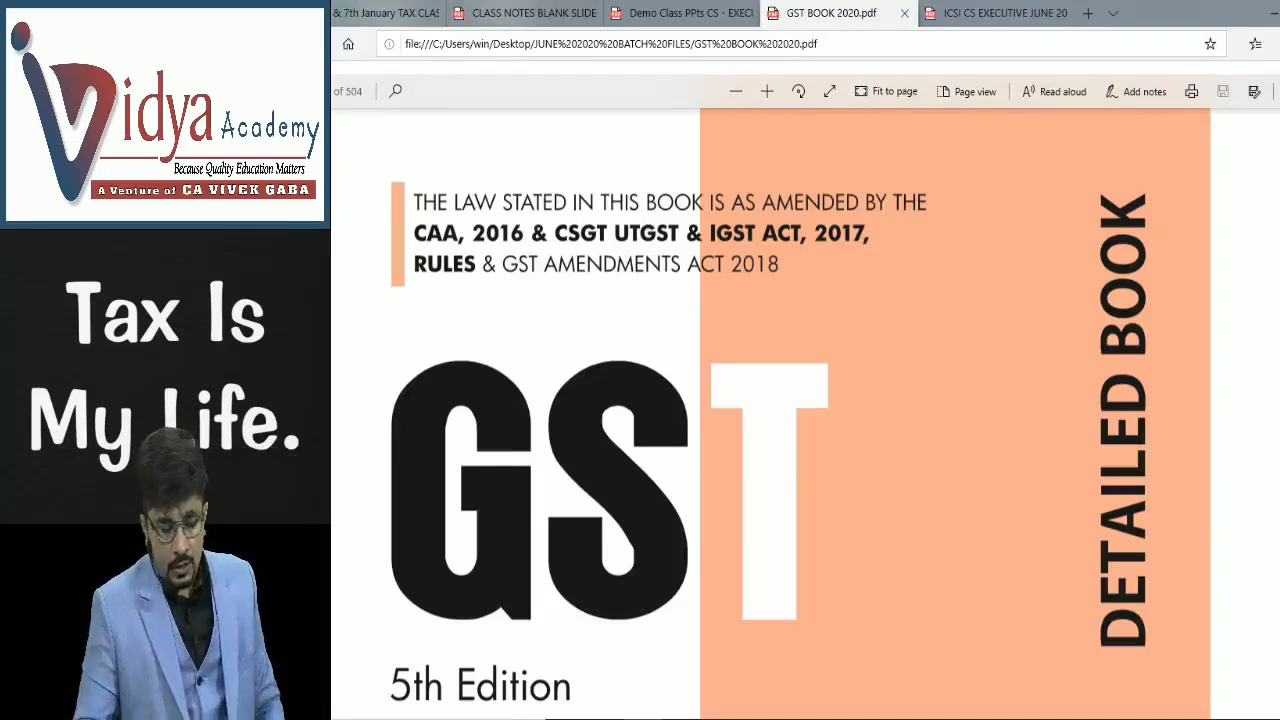 & 7th January TAX CLAS
CLASS NOTES BLANK SLIDE
Demo Class PPts CS - EXECI
GST BOOK 2020.pdf
ICSI CS EXECUTIVE JUNE 20
file:///C:/Users/win/Desktop/JUNE%202020%20BATCH%20FILES/GST%20BOOK%202020.pdf
of 504
Fit to page
Page view
Read aloud
Add notes
Vidya
Academy
Because Quality Education Matters
A Venture of CA VIVEK GABA
Tax Is
My Life.
THE LAW STATED IN THIS BOOK IS AS AMENDED BY THE
CAA, 2016 & CSGT UTGST & IGST ACT, 2017,
RULES & GST AMENDMENTS ACT 2018
GST
5th Edition
DETAILED BOOK